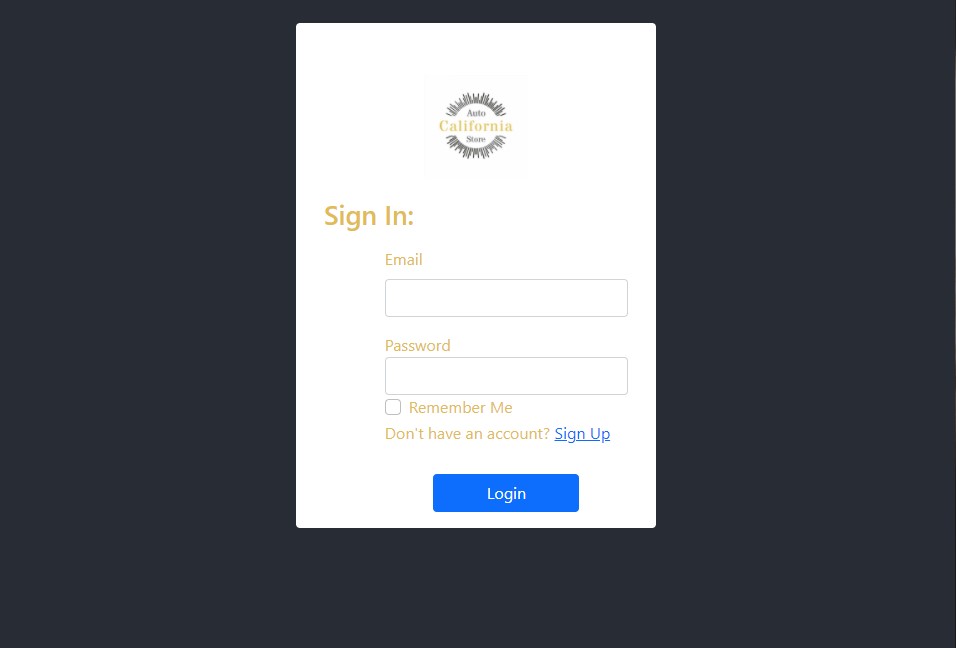 Auto
California
Store
Sign In:
Email
Password
Remember Me
Don't have an account? Sign Up
Login